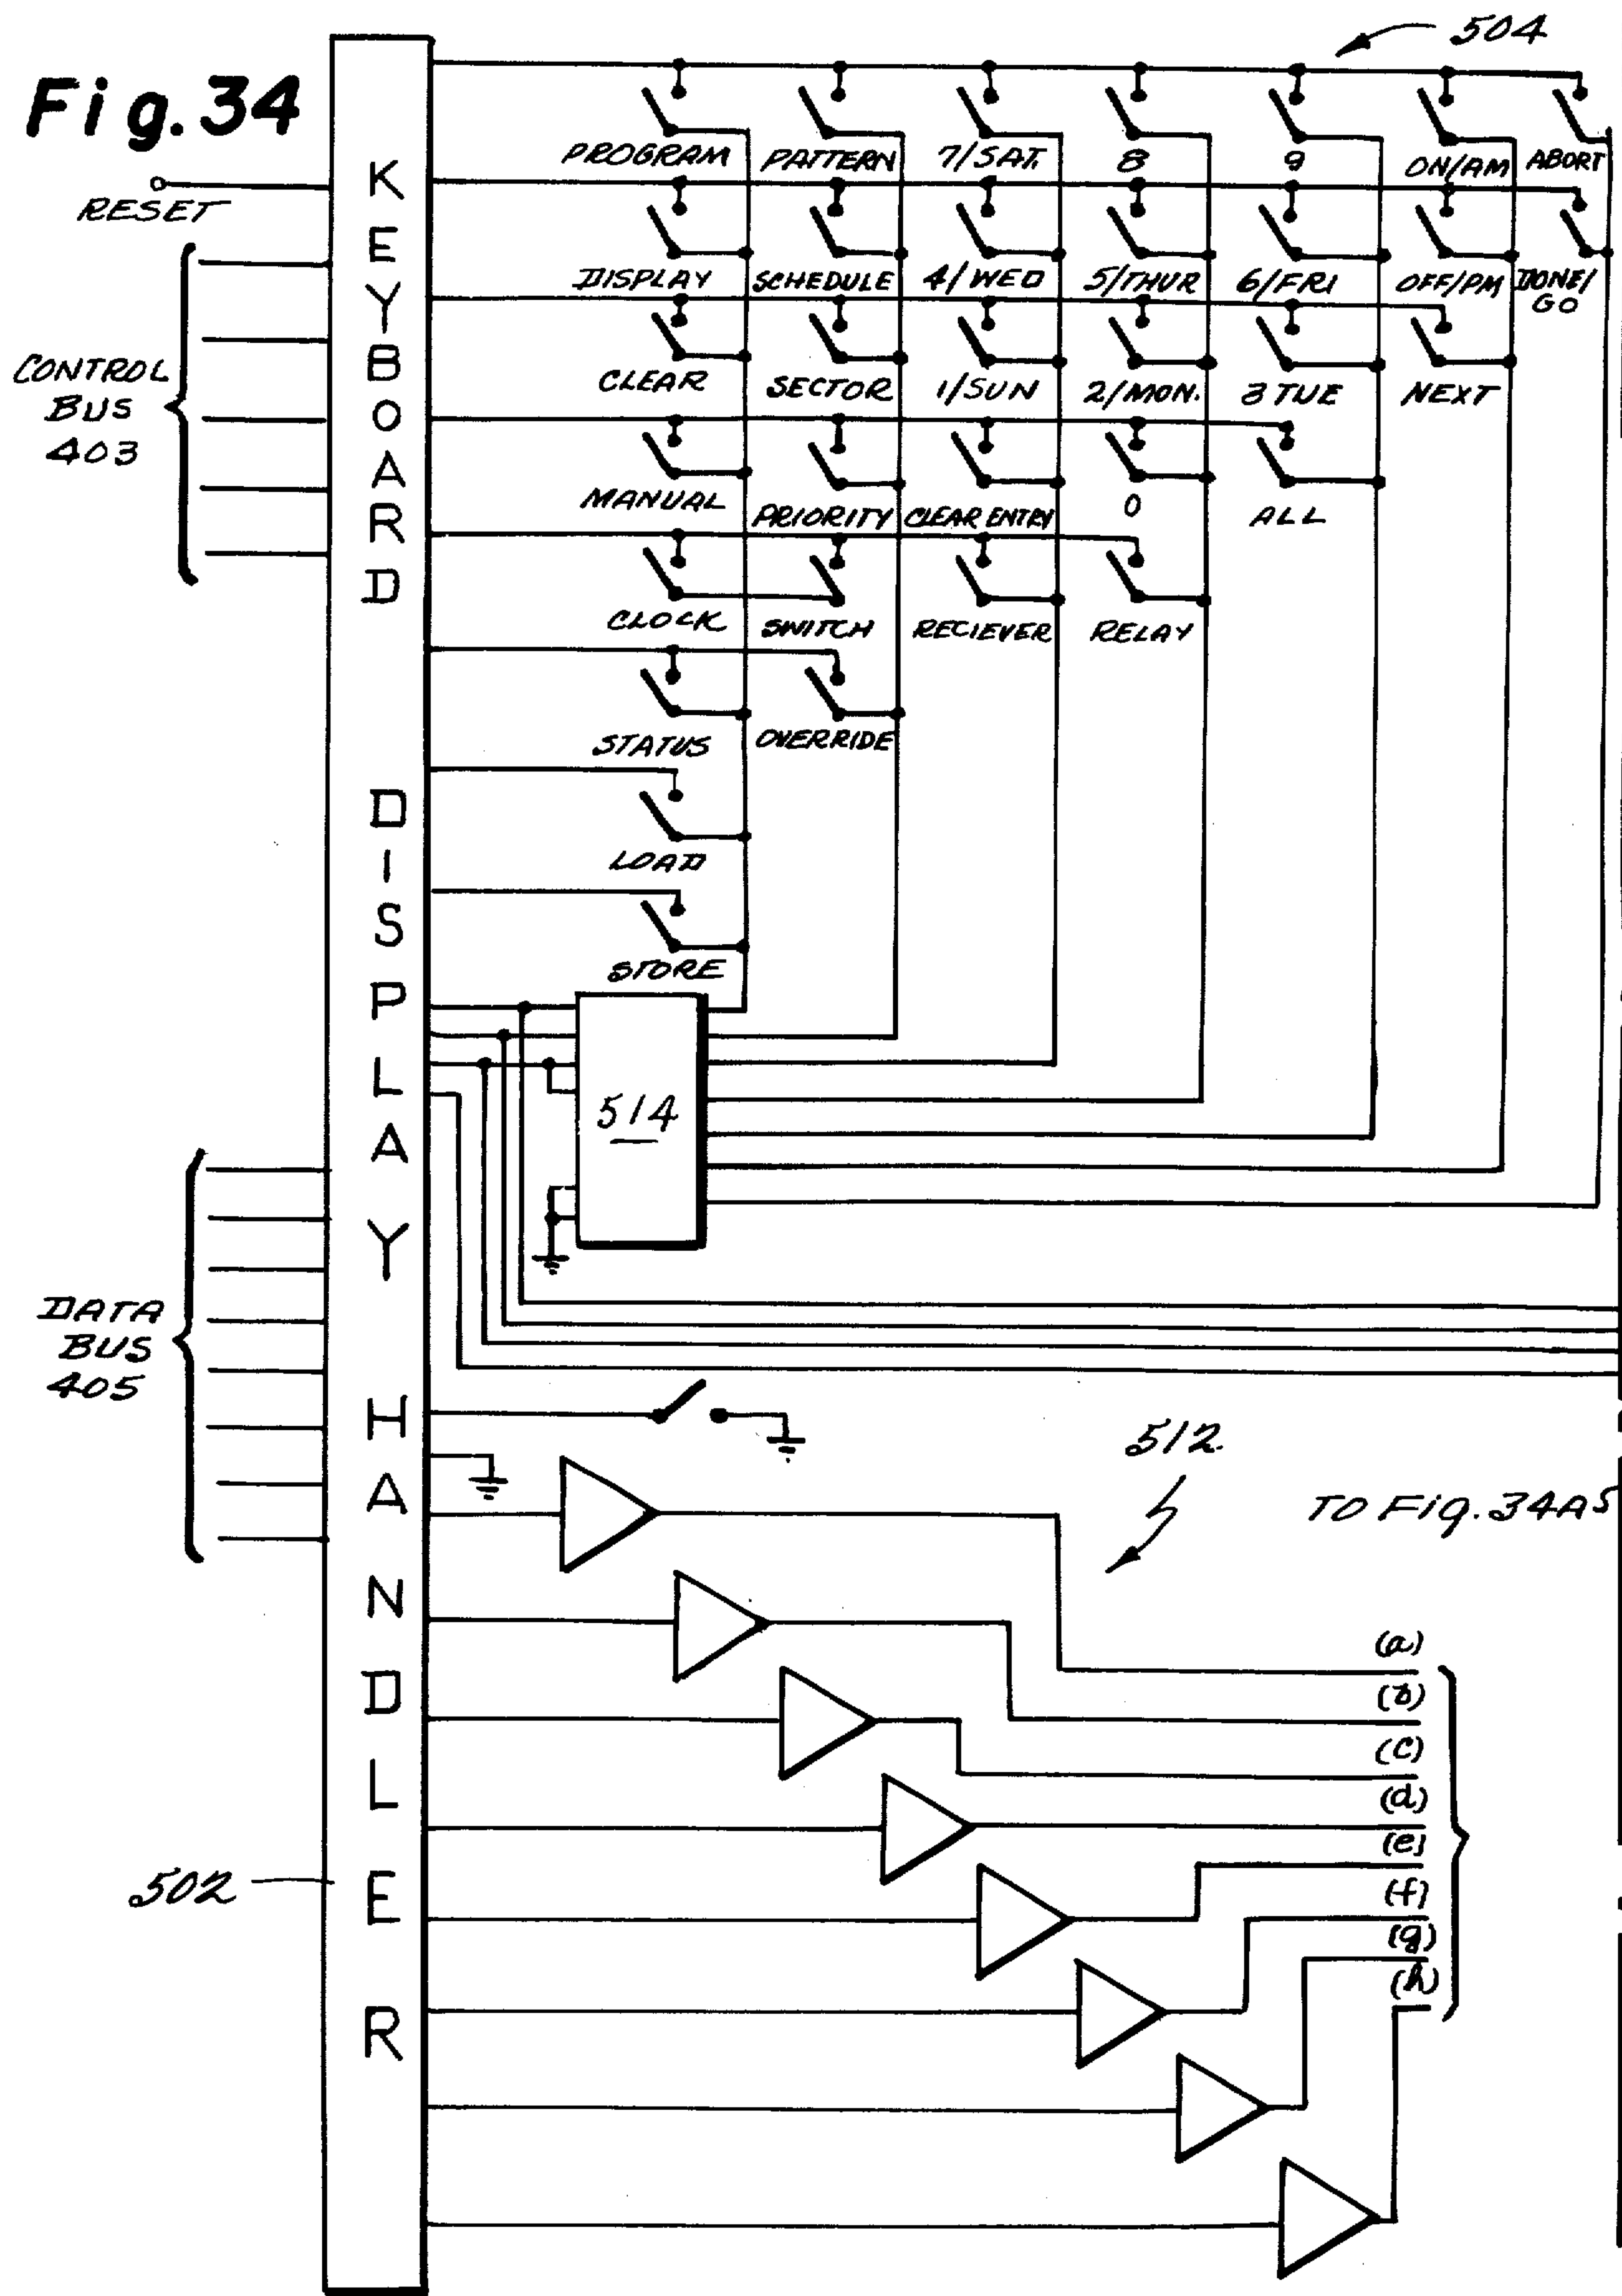 Fig. 34
504
PROGRAM PATTERN 7/SAT. 8 9 ON/AM ABORT
RESET
DISPLAY SCHEDULE 4/WED 5/THUR 6/FRI OFF/PM DONE/
GO
CONTROL
BUS
403
CLEAR SECTOR 1/SUN 2/MON. 3 TUE NEXT
MANUAL PRIORITY CLEAR ENTRY 0 ALL
CLOCK SWITCH RECIEVER RELAY
STATUS OVERRIDE
LOAD
STORE
KEYBOARD DISPLAY HANDLER
514
DATA
BUS
405
512
TO Fig. 34A5
(a)
(b)
(c)
(d)
(e)
(f)
(g)
(h)
502